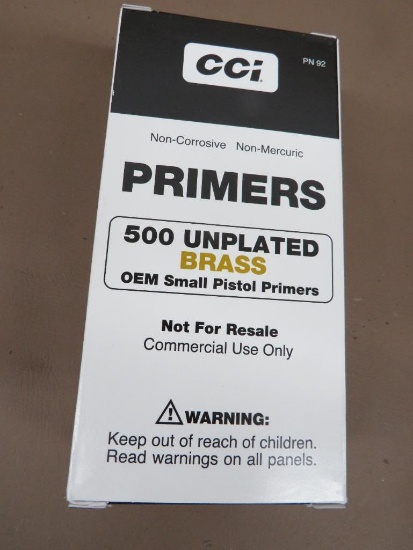 CCI
PN 92
Non-Corrosive Non-Mercuric
PRIMERS
500 UNPLATED
BRASS
OEM Small Pistol Primers
Not For Resale
Commercial Use Only
WARNING:
Keep out of reach of children.
Read warnings on all panels.